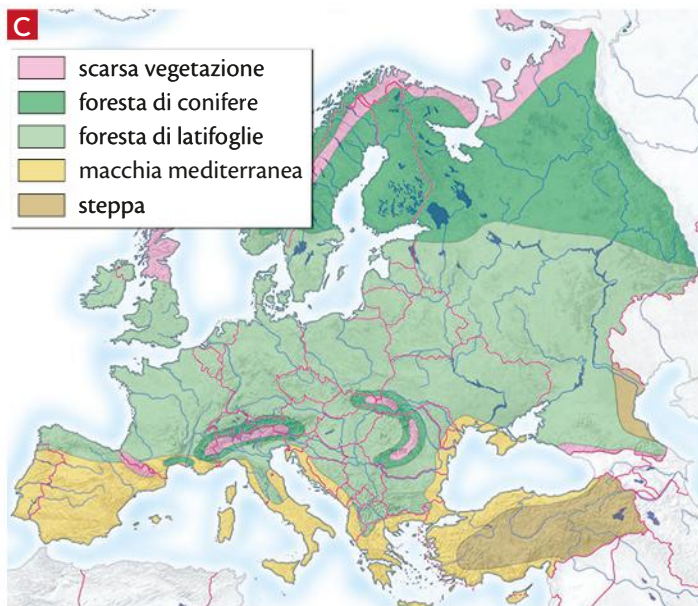 C
scarsa vegetazione
foresta di conifere
foresta di latifoglie
macchia mediterranea
steppa